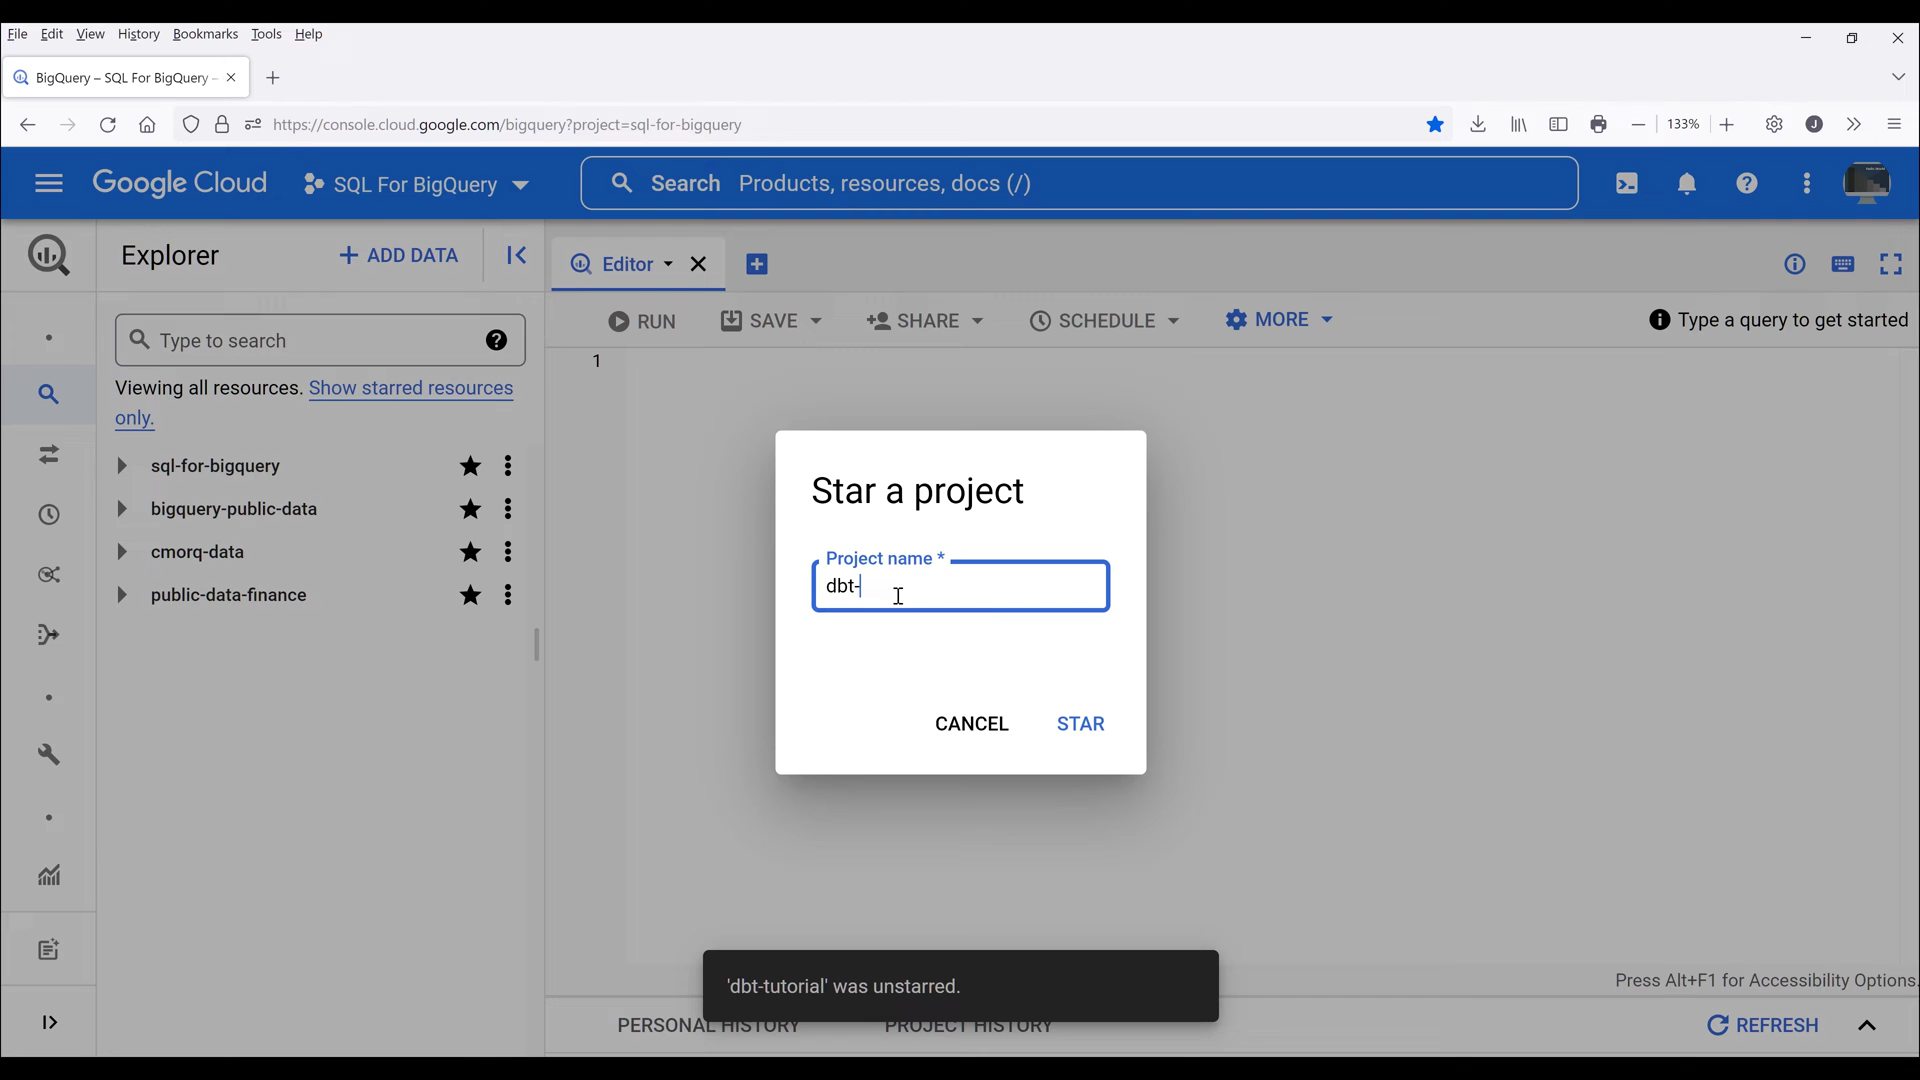 File Edit View History Bookmarks Tools Help
BigQuery – SQL For BigQuery –
https://console.cloud.google.com/bigquery?project=sql-for-bigquery
133%
J
Google Cloud
SQL For BigQuery
Search Products, resources, docs (/)
Explorer
+ ADD DATA
Editor
RUN
SAVE
SHARE
SCHEDULE
MORE
Type a query to get started
Type to search
1
Viewing all resources. Show starred resources
only.
sql-for-bigquery
bigquery-public-data
cmorq-data
public-data-finance
Star a project
Project name *
dbt-
CANCEL
STAR
Press Alt+F1 for Accessibility Options.
'dbt-tutorial' was unstarred.
PERSONAL HISTORY
PROJECT HISTORY
REFRESH